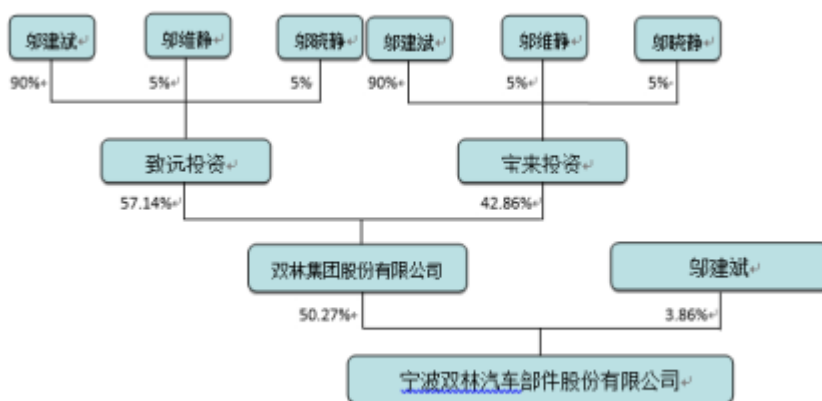 邬建斌
邬维静
邬晓静
邬建斌
邬维静
邬晓静
90%
5%
5%
90%
5%
5%
致远投资
宝来投资
57.14%
42.86%
双林集团股份有限公司
邬建斌
50.27%
3.86%
宁波双林汽车部件股份有限公司